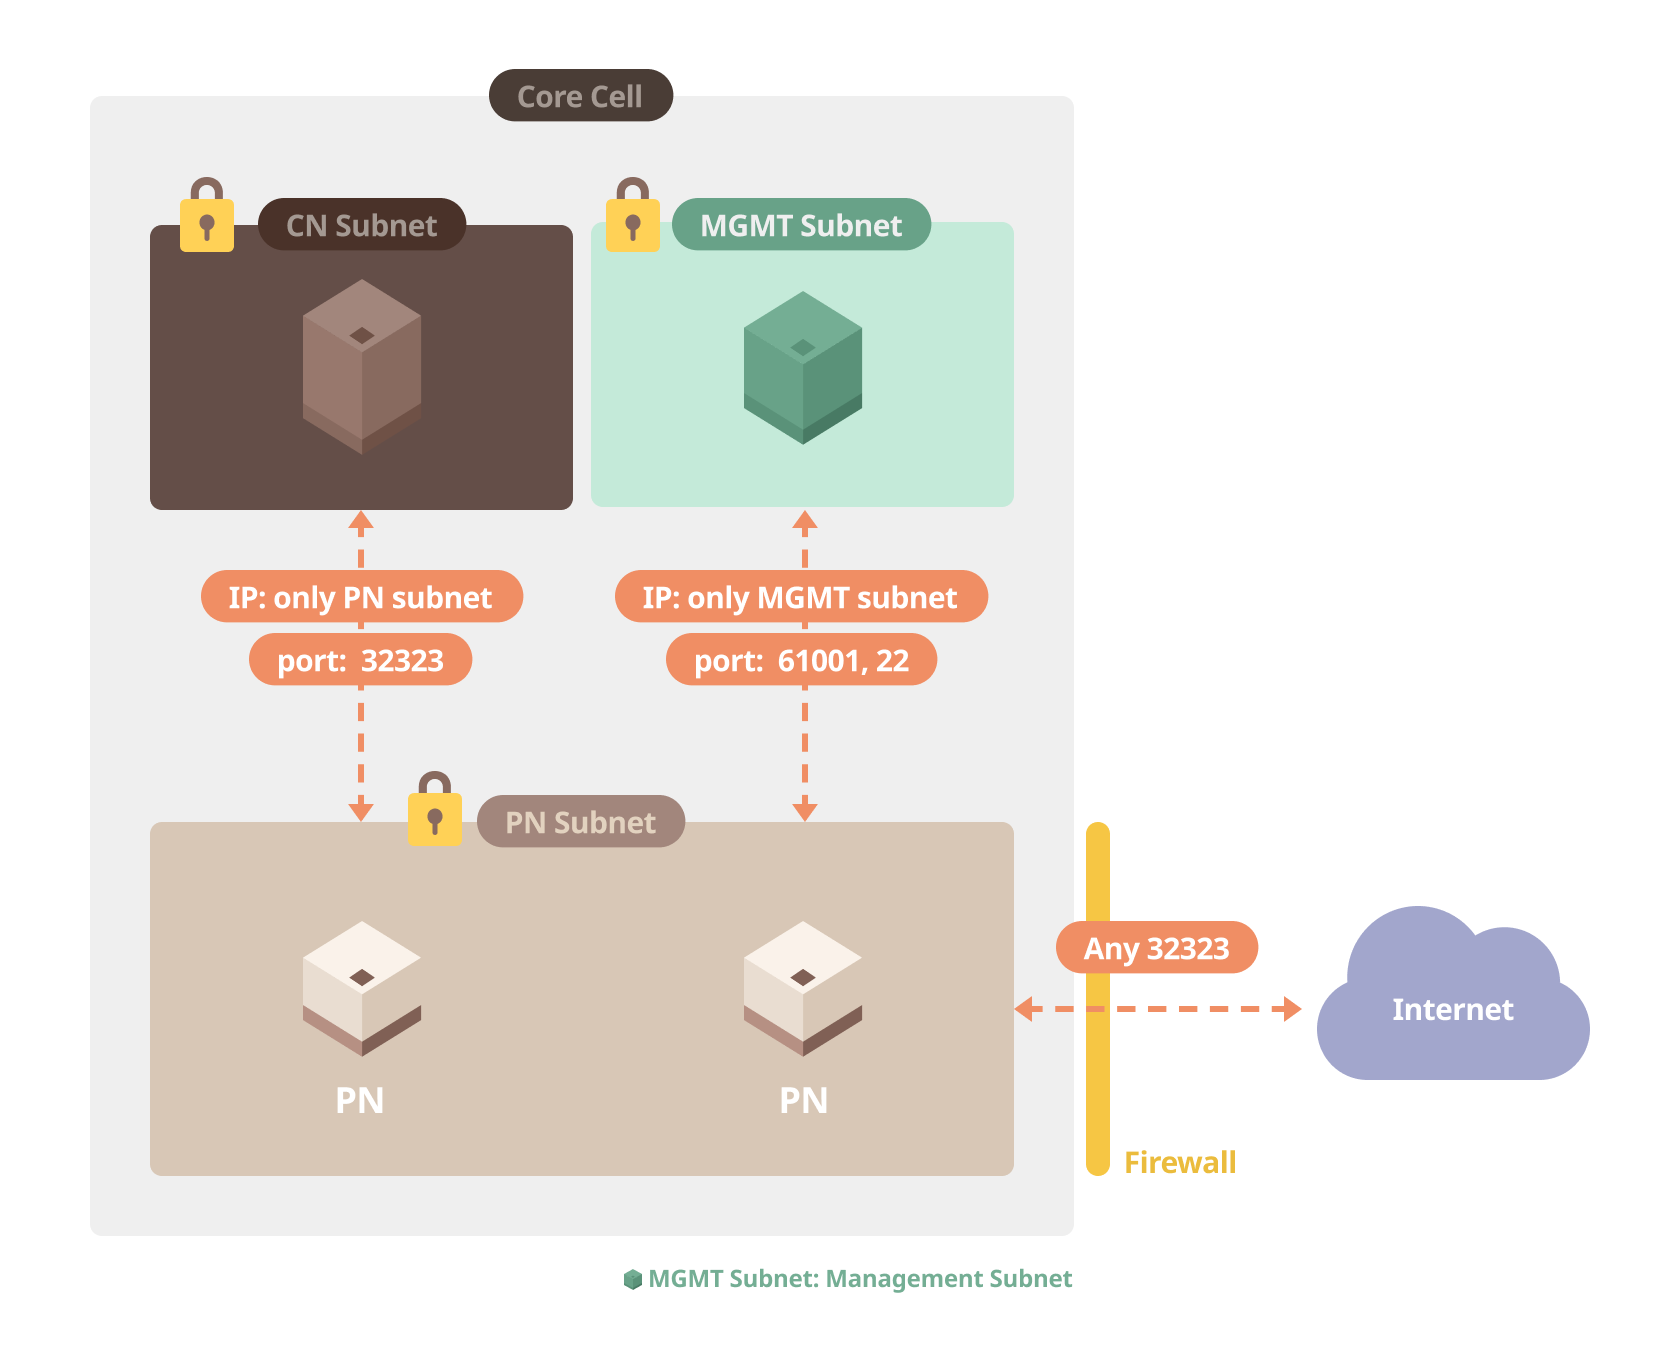 Core Cell
CN Subnet
MGMT Subnet
IP: only PN subnet
port: 32323
IP: only MGMT subnet
port: 61001, 22
PN Subnet
PN
PN
Any 32323
Internet
Firewall
MGMT Subnet: Management Subnet